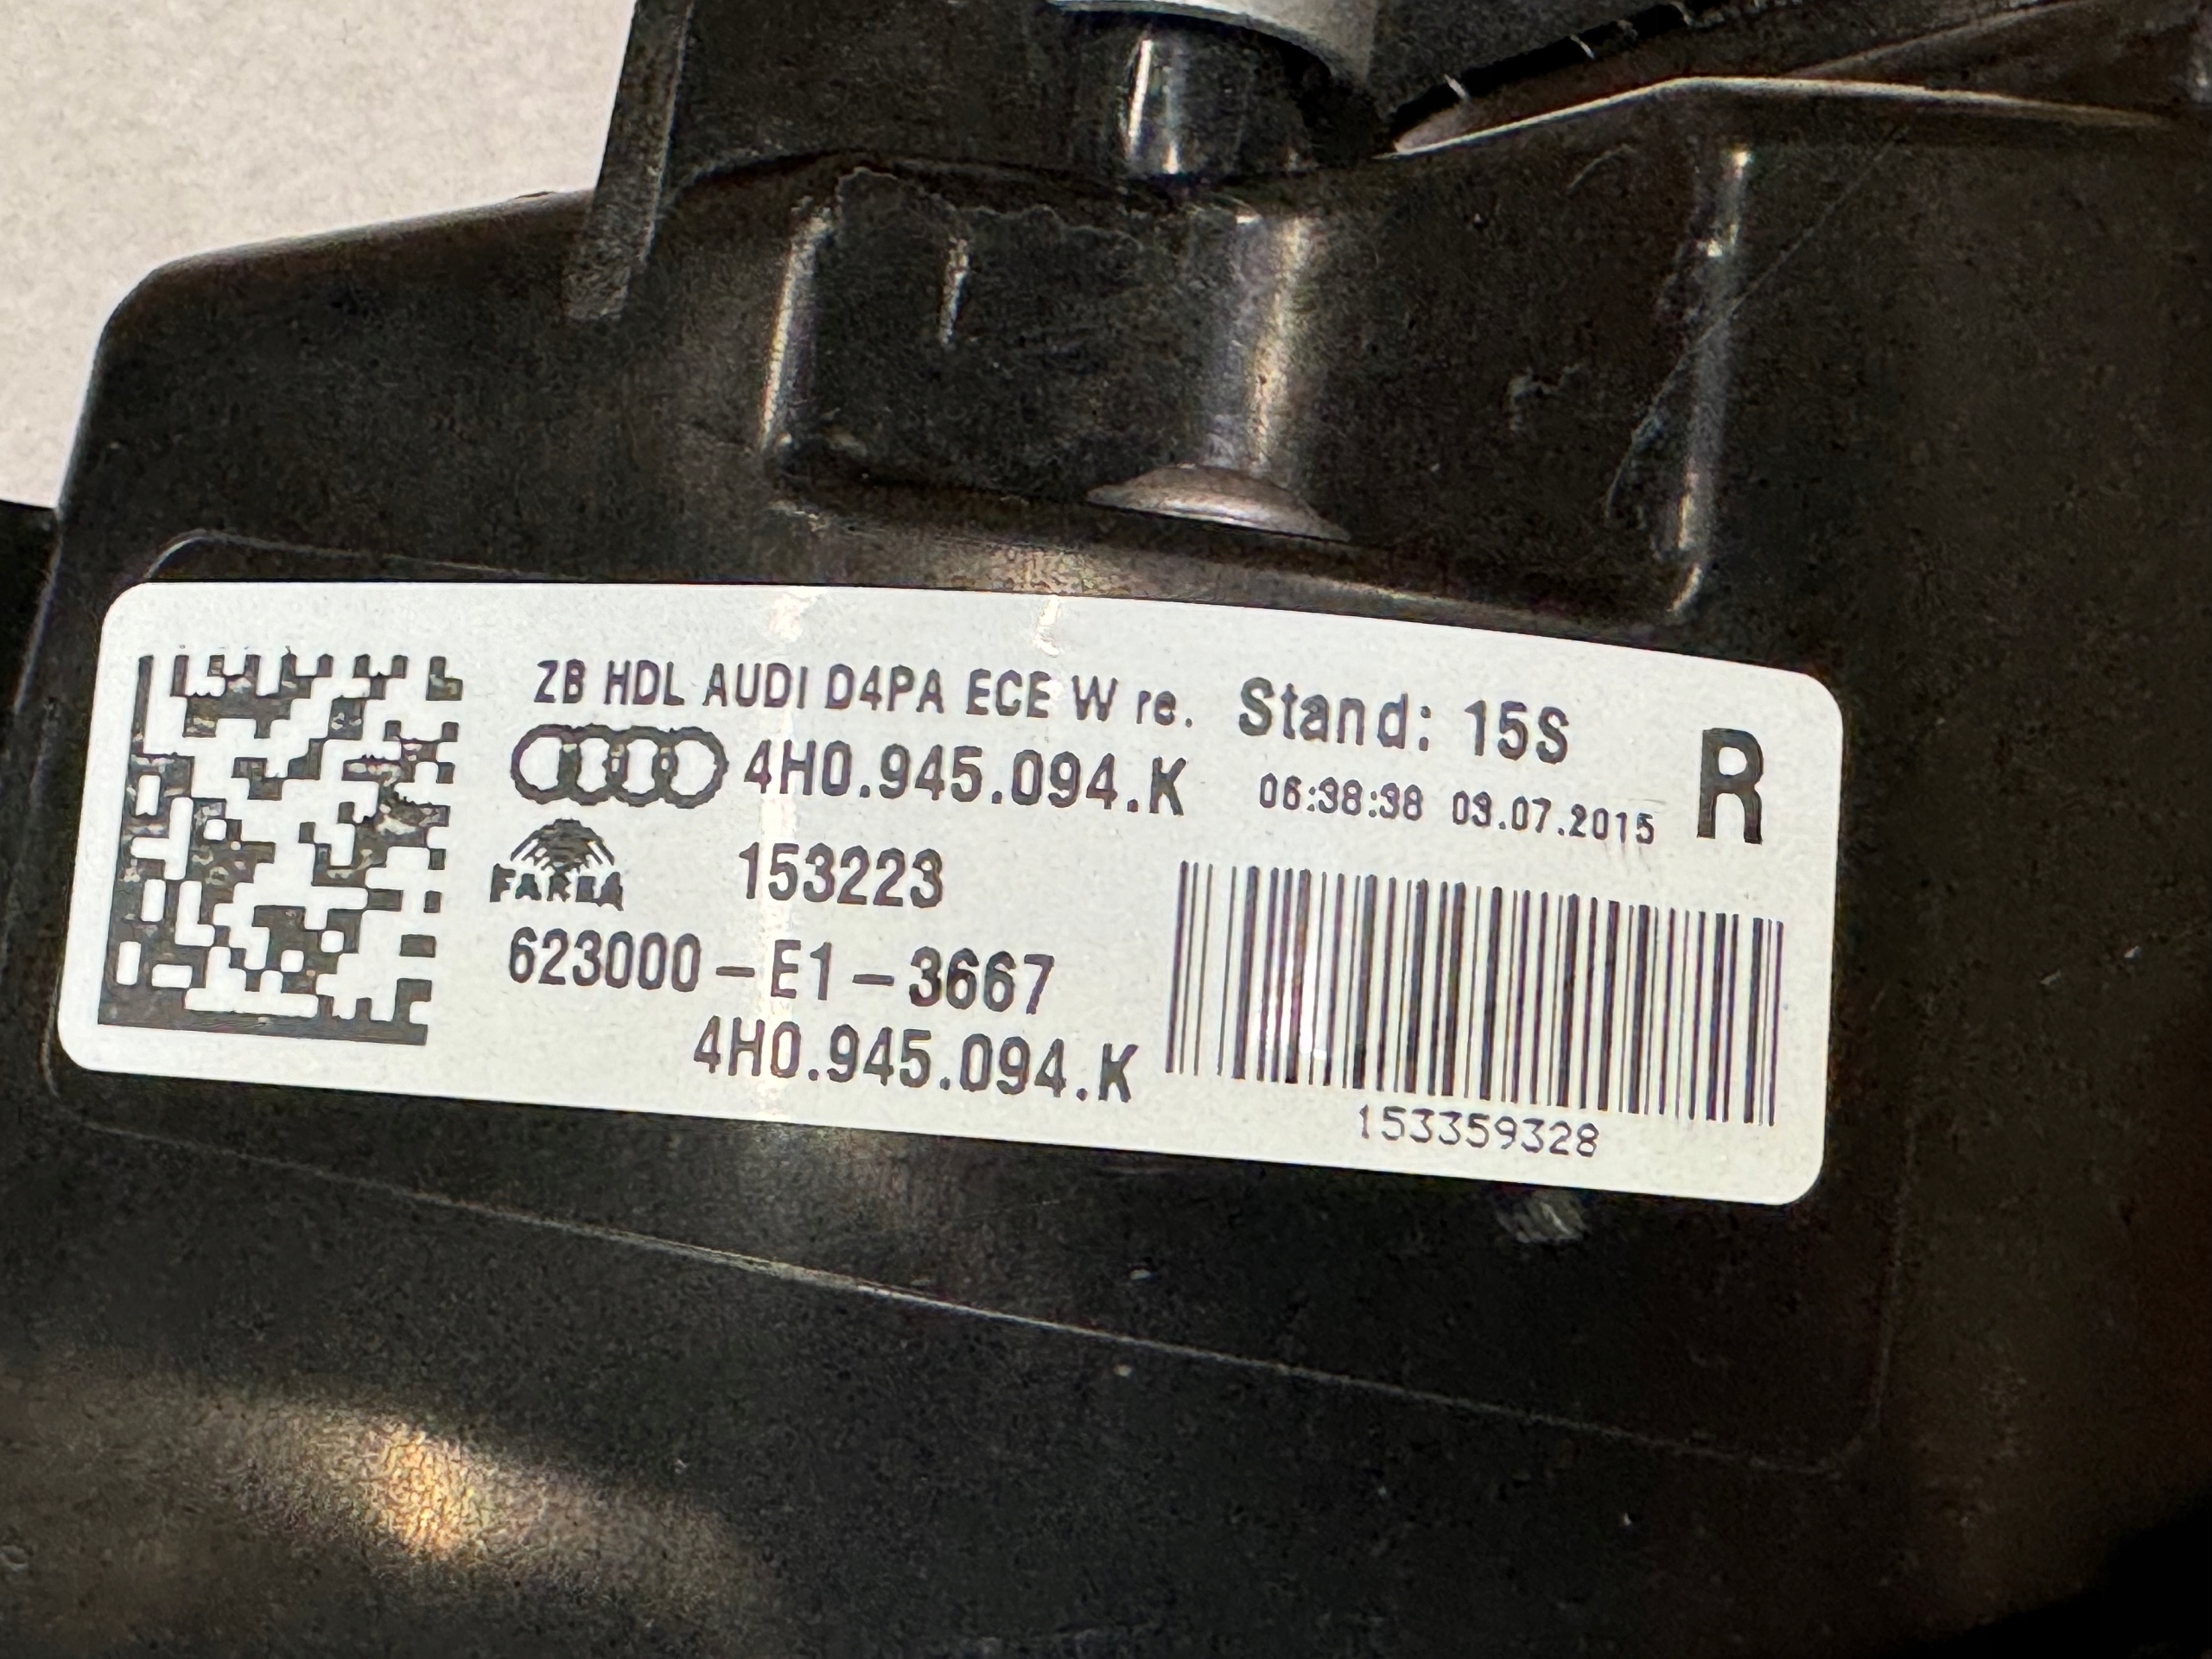 ZB HDL AUDI D4PA ECE W re. Stand: 15S
R
4H0.945.094.K 06:38:38 03.07.2015
FARBA 153223
623000-E1-3667
4H0.945.094.K
153359328